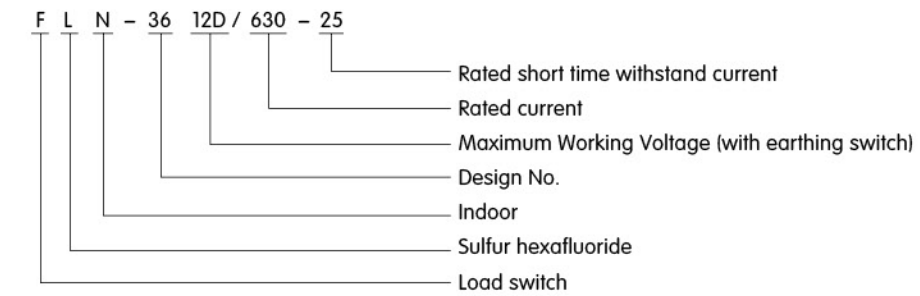 F L N - 36 12D / 630 - 25
Rated short time withstand current
Rated current
Maximum Working Voltage (with earthing switch)
Design No.
Indoor
Sulfur hexafluoride
Load switch